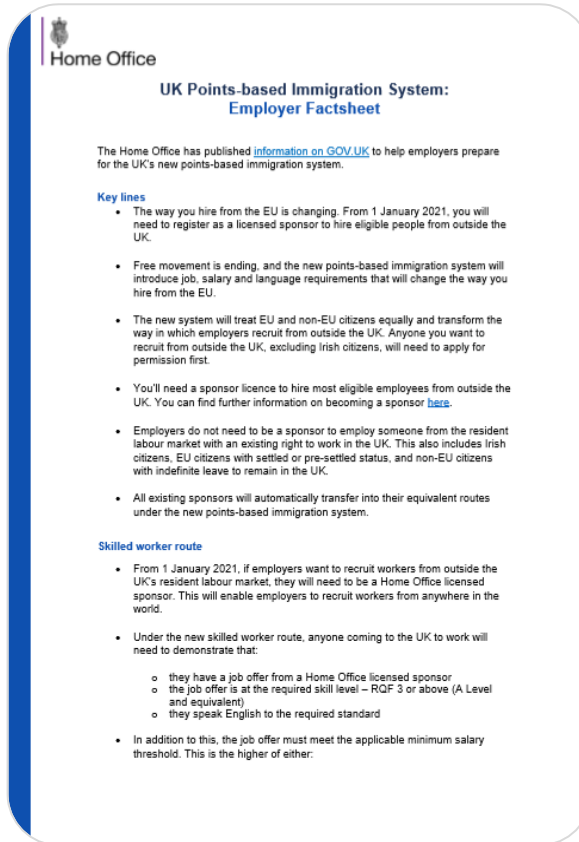 Home Office
UK Points-based Immigration System:
Employer Factsheet
The Home Office has published information on GOV.UK to help employers prepare
for the UK's new points-based immigration system.
Key lines
• The way you hire from the EU is changing. From 1 January 2021, you will
need to register as a licensed sponsor to hire eligible people from outside the
UK.
• Free movement is ending, and the new points-based immigration system will
introduce job, salary and language requirements that will change the way you
hire from the EU.
• The new system will treat EU and non-EU citizens equally and transform the
way in which employers recruit from outside the UK. Anyone you want to
recruit from outside the UK, excluding Irish citizens, will need to apply for
permission first.
• You'll need a sponsor licence to hire most eligible employees from outside the
UK. You can find further information on becoming a sponsor here.
• Employers do not need to be a sponsor to employ someone from the resident
labour market with an existing right to work in the UK. This also includes Irish
citizens, EU citizens with settled or pre-settled status, and non-EU citizens
with indefinite leave to remain in the UK.
• All existing sponsors will automatically transfer into their equivalent routes
under the new points-based immigration system.
Skilled worker route
• From 1 January 2021, if employers want to recruit workers from outside the
UK's resident labour market, they will need to be a Home Office licensed
sponsor. This will enable employers to recruit workers from anywhere in the
world.
• Under the new skilled worker route, anyone coming to the UK to work will
need to demonstrate that:
o they have a job offer from a Home Office licensed sponsor
o the job offer is at the required skill level – RQF 3 or above (A Level
and equivalent)
o they speak English to the required standard
• In addition to this, the job offer must meet the applicable minimum salary
threshold. This is the higher of either: